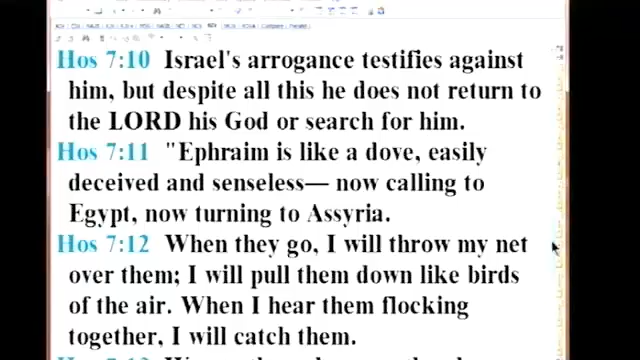 Hos 7:10 Israel's arrogance testifies against
him, but despite all this he does not return to
the LORD his God or search for him.
Hos 7:11 "Ephraim is like a dove, easily
deceived and senseless— now calling to
Egypt, now turning to Assyria.
Hos 7:12 When they go, I will throw my net
over them; I will pull them down like birds
of the air. When I hear them flocking
together, I will catch them.